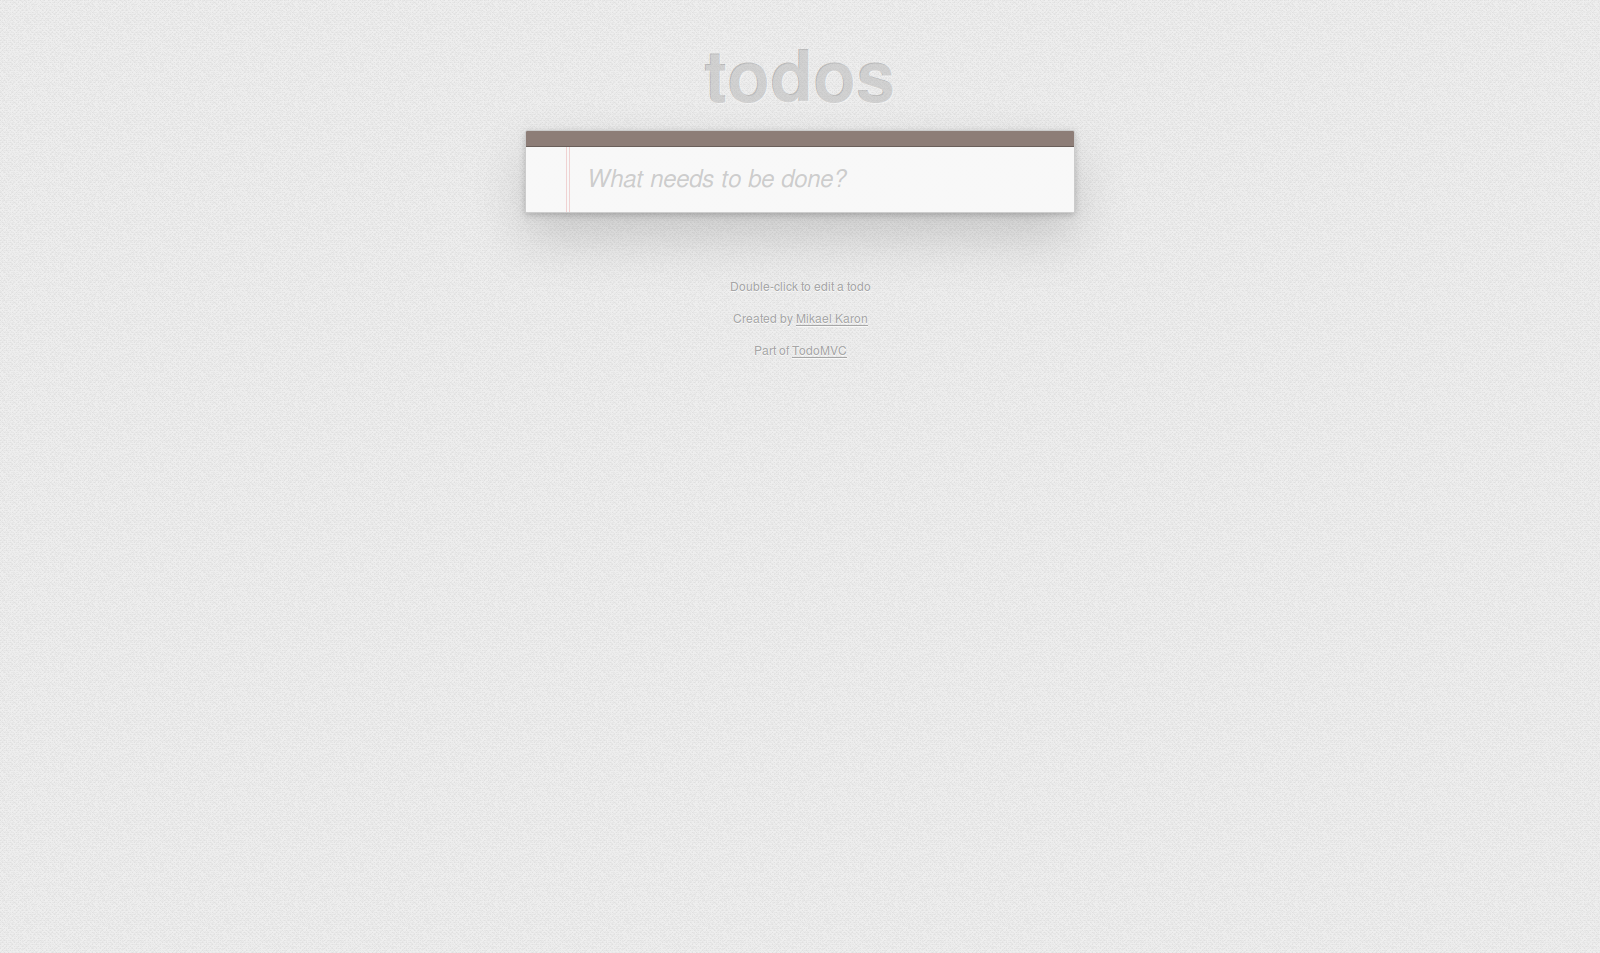 todos
What needs to be done?
Double-click to edit a todo
Created by Mikael Karon
Part of TodoMVC